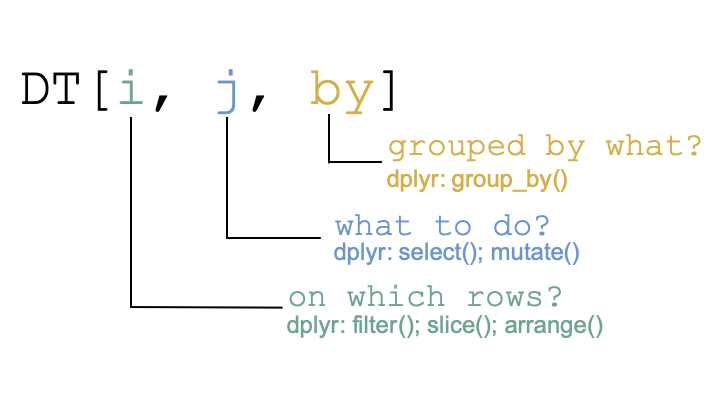 DT[i, j, by]
grouped by what?
dplyr: group_by()
what to do?
dplyr: select(); mutate()
on which rows?
dplyr: filter(); slice(); arrange()